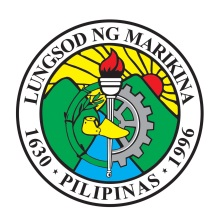 LUNGSOD NG MARIKINA
1630 * PILIPINAS * 1996